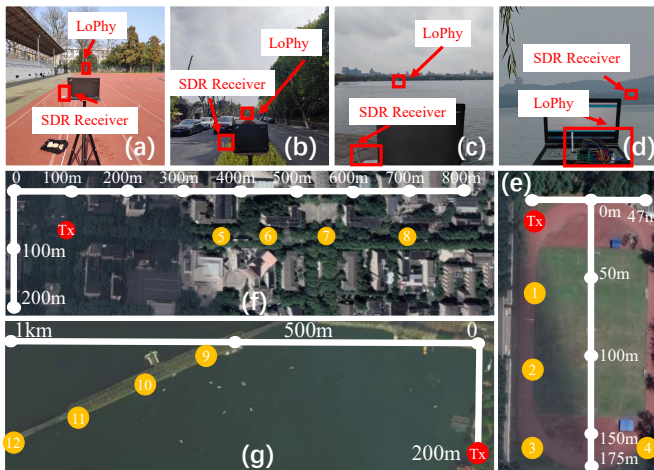 LoPhy
SDR Receiver
(a)
LoPhy
SDR Receiver
(b)
LoPhy
SDR Receiver
(c)
SDR Receiver
LoPhy
(d)
0 100m 200m 300m 400m 500m 600m 700m 800m
Tx
5 6 7 8
100m
200m
(f)
(e)
0m 47m
Tx
50m
1
100m
2
150m
3 4
175m
1km 500m 0
9
10
11
12
200m Tx
(g)